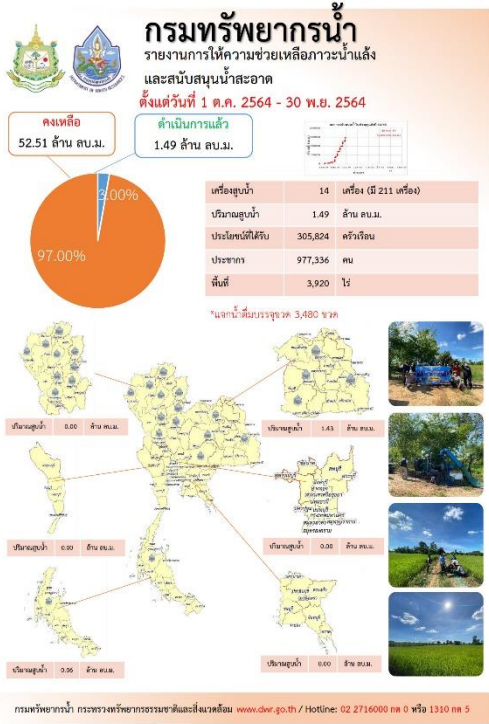 กรมทรัพยากรน้ำ
รายงานการให้ความช่วยเหลือภาวะน้ำแล้ง
และสนับสนุนน้ำสะอาด
ตั้งแต่วันที่ 1 ต.ค. 2564 - 30 พ.ย. 2564
คงเหลือ
52.51 ล้าน ลบ.ม.
ดำเนินการแล้ว
1.49 ล้าน ลบ.ม.
3.00%
97.00%
เครื่องสูบน้ำ 14 เครื่อง (มี 211 เครื่อง)
ปริมาณสูบน้ำ 1.49 ล้าน ลบ.ม.
ประโยชน์ที่ได้รับ 305,824 ครัวเรือน
ประชากร 977,336 คน
พื้นที่ 3,920 ไร่
*แจกน้ำดื่มบรรจุขวด 3,480 ขวด
ปริมาณสูบน้ำ 0.00 ล้าน ลบ.ม.
ปริมาณสูบน้ำ 1.43 ล้าน ลบ.ม.
ปริมาณสูบน้ำ 0.00 ล้าน ลบ.ม.
ปริมาณสูบน้ำ 0.00 ล้าน ลบ.ม.
ปริมาณสูบน้ำ 0.06 ล้าน ลบ.ม.
ปริมาณสูบน้ำ 0.00 ล้าน ลบ.ม.
กรมทรัพยากรน้ำ กระทรวงทรัพยากรธรรมชาติและสิ่งแวดล้อม www.dwr.go.th / Hotline: 02 2716000 กด 0 หรือ 1310 กด 5